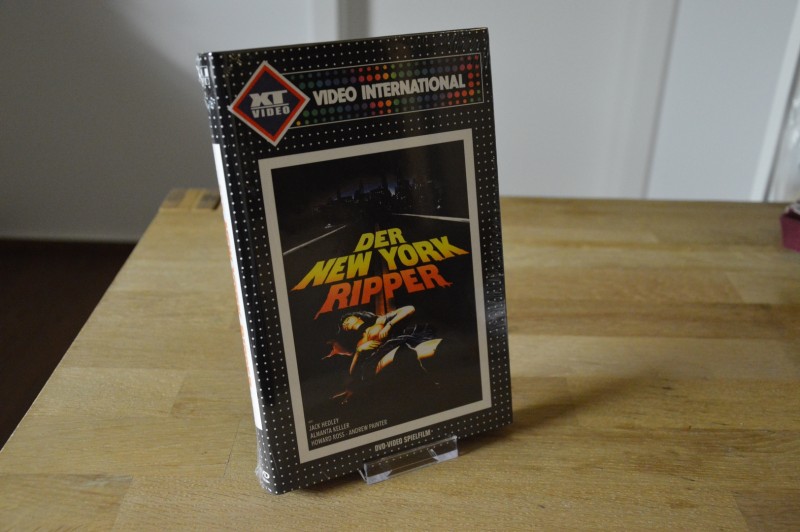 XT
VIDEO
VIDEO INTERNATIONAL
DER
NEW YORK
RIPPER
JACK HEDLEY
ALMANTA KELLER
HOWARD ROSS - ANDREW PAINTER
DVD-VIDEO SPIELFILM